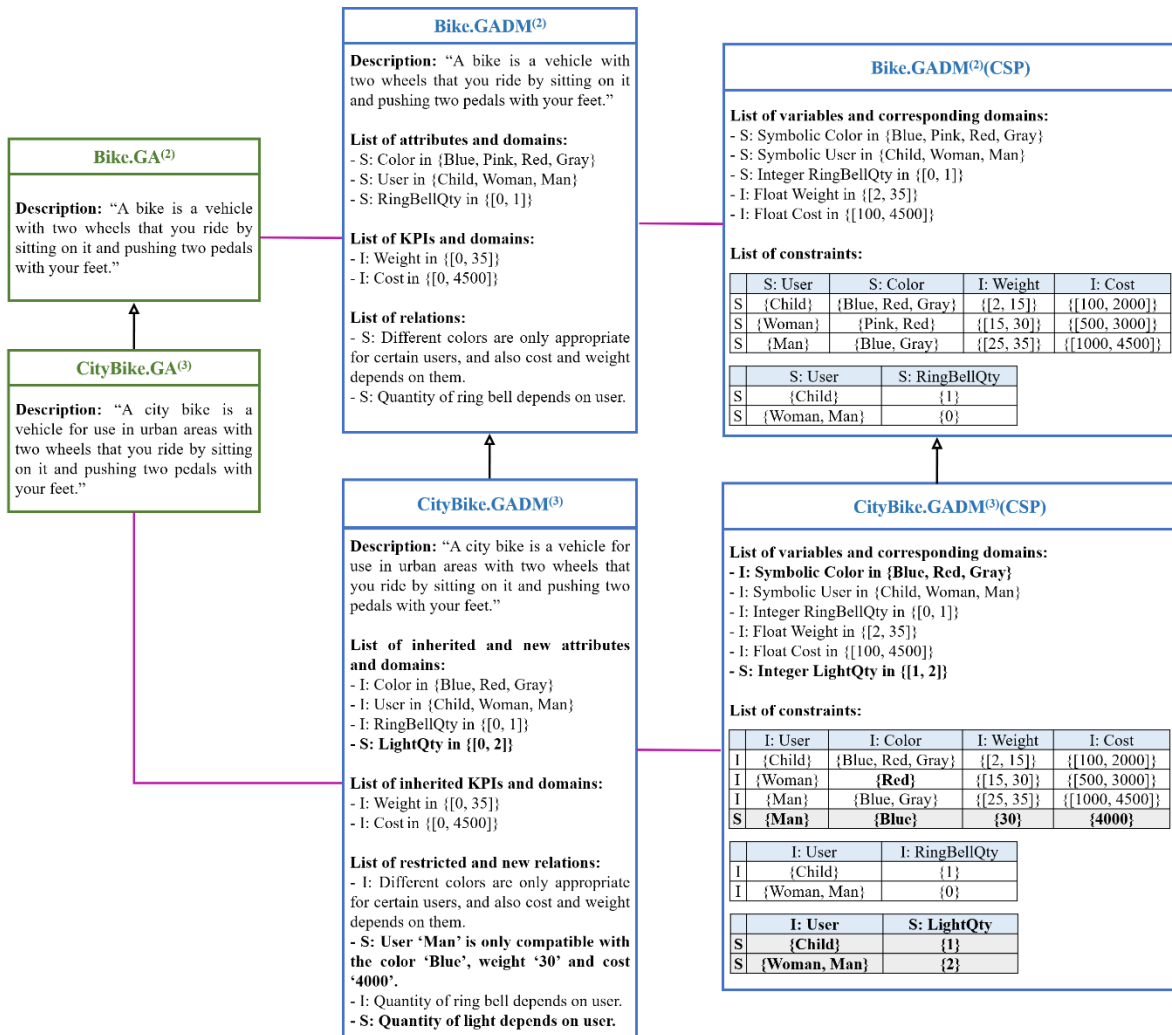 Bike.GA(2)
Description: “A bike is a vehicle
with two wheels that you ride by
sitting on it and pushing two pedals
with your feet.”
CityBike.GA(3)
Description: “A city bike is a
vehicle for use in urban areas with
two wheels that you ride by sitting
on it and pushing two pedals with
your feet.”
Bike.GADM(2)
Description: “A bike is a vehicle with
two wheels that you ride by sitting on it
and pushing two pedals with your feet.”
List of attributes and domains:
- S: Color in {Blue, Pink, Red, Gray}
- S: User in {Child, Woman, Man}
- S: RingBellQty in {[0, 1]}
List of KPIs and domains:
- I: Weight in {[0, 35]}
- I: Cost in {[0, 4500]}
List of relations:
- S: Different colors are only appropriate
for certain users, and also cost and weight
depends on them.
- S: Quantity of ring bell depends on user.
Bike.GADM(2)(CSP)
List of variables and corresponding domains:
- S: Symbolic Color in {Blue, Pink, Red, Gray}
- S: Symbolic User in {Child, Woman, Man}
- S: Integer RingBellQty in {[0, 1]}
- I: Float Weight in {[2, 35]}
- I: Float Cost in {[100, 4500]}
List of constraints:
S: User S: Color I: Weight I: Cost
S {Child} {Blue, Red, Gray} {[2, 15]} {[100, 2000]}
S {Woman} {Pink, Red} {[15, 30]} {[500, 3000]}
S {Man} {Blue, Gray} {[25, 35]} {[1000, 4500]}
S: User S: RingBellQty
S {Child} {1}
S {Woman, Man} {0}
CityBike.GADM(3)
Description: “A city bike is a vehicle for
use in urban areas with two wheels that
you ride by sitting on it and pushing two
pedals with your feet.”
List of inherited and new attributes
and domains:
- I: Color in {Blue, Red, Gray}
- I: User in {Child, Woman, Man}
- I: RingBellQty in {[0, 1]}
- S: LightQty in {[0, 2]}
List of inherited KPIs and domains:
- I: Weight in {[0, 35]}
- I: Cost in {[0, 4500]}
List of restricted and new relations:
- I: Different colors are only appropriate
for certain users, and also cost and weight
depends on them.
- S: User ‘Man’ is only compatible with
the color ‘Blue’, weight ‘30’ and cost
‘4000’.
- I: Quantity of ring bell depends on user.
- S: Quantity of light depends on user.
CityBike.GADM(3)(CSP)
List of variables and corresponding domains:
- I: Symbolic Color in {Blue, Red, Gray}
- I: Symbolic User in {Child, Woman, Man}
- I: Integer RingBellQty in {[0, 1]}
- I: Float Weight in {[2, 35]}
- I: Float Cost in {[100, 4500]}
- S: Integer LightQty in {[1, 2]}
List of constraints:
I: User I: Color I: Weight I: Cost
I {Child} {Blue, Red, Gray} {[2, 15]} {[100, 2000]}
I {Woman} {Red} {[15, 30]} {[500, 3000]}
I {Man} {Blue, Gray} {[25, 35]} {[1000, 4500]}
S {Man} {Blue} {30} {4000}
I: User I: RingBellQty
I {Child} {1}
I {Woman, Man} {0}
I: User S: LightQty
S {Child} {1}
S {Woman, Man} {2}